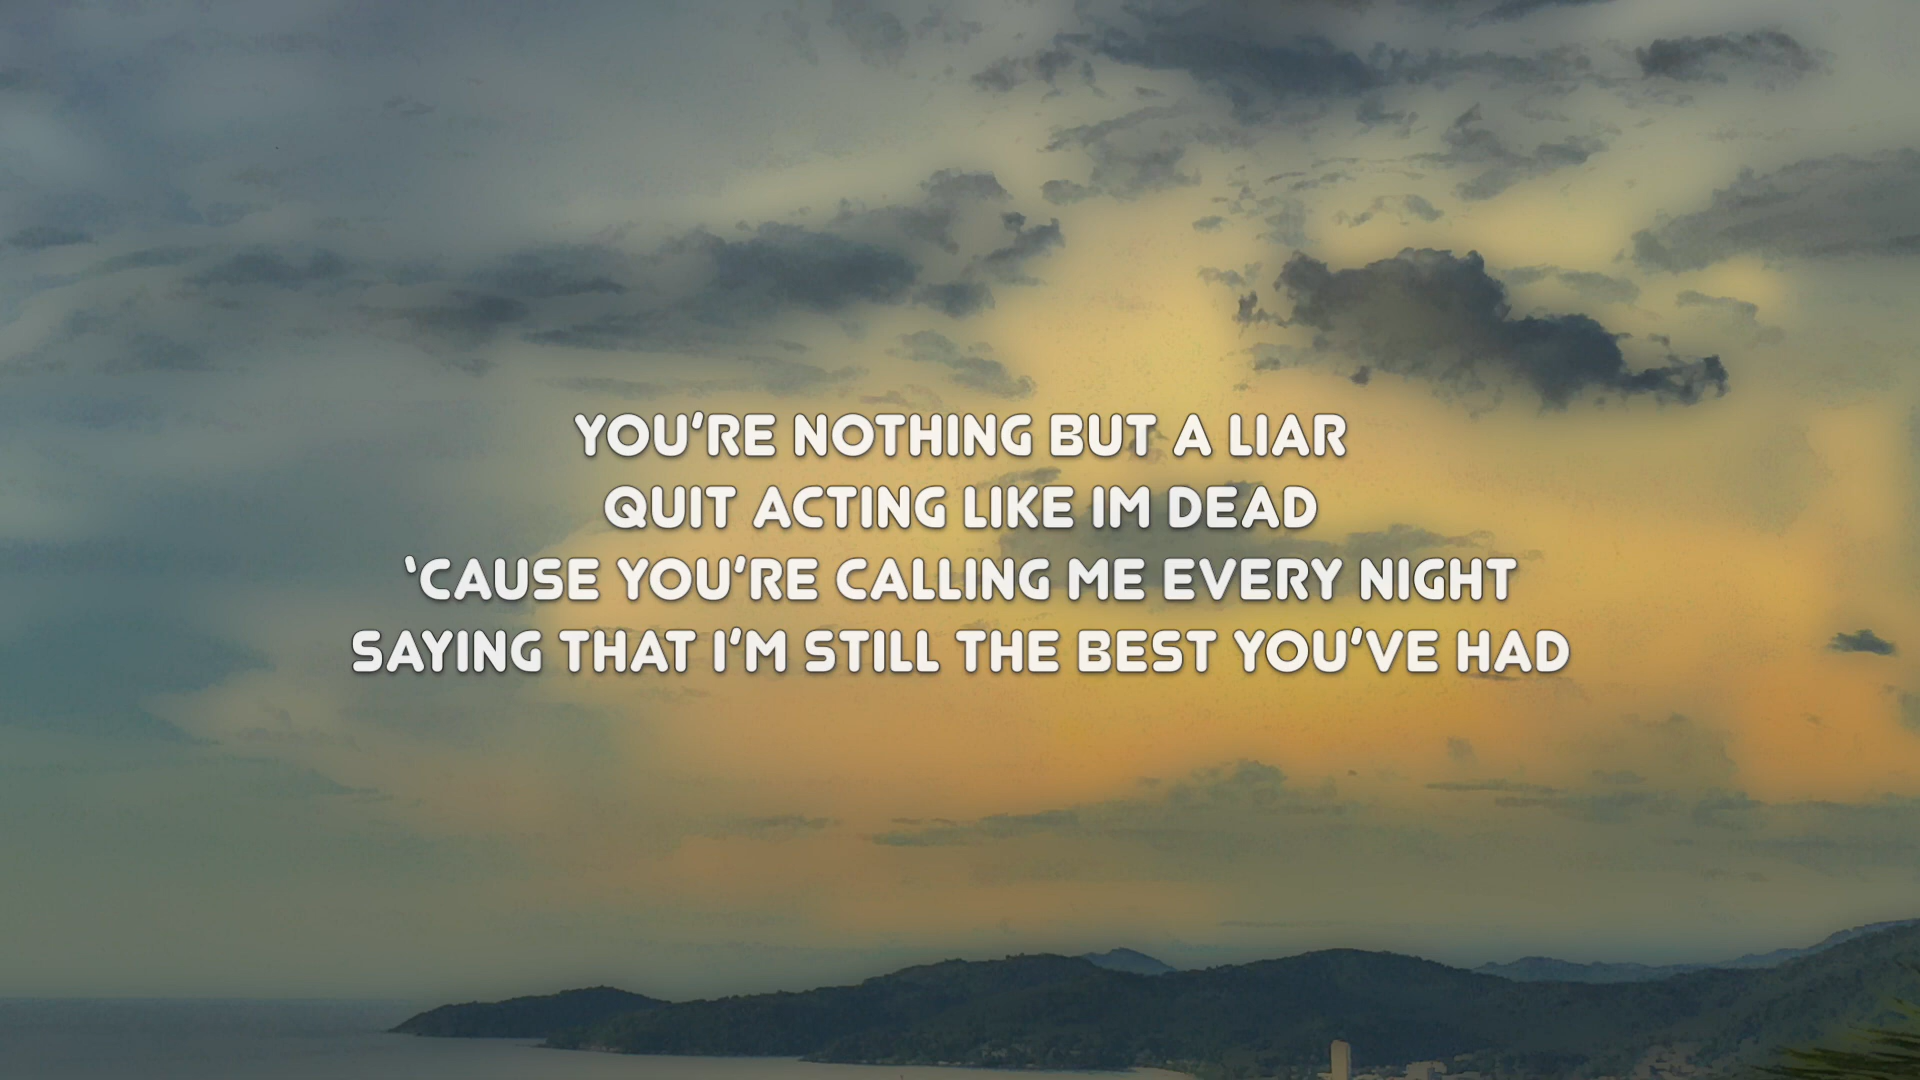 YOU'RE NOTHING BUT A LIAR
QUIT ACTING LIKE IM DEAD
‘CAUSE YOU'RE CALLING ME EVERY NIGHT
SAYING THAT I'M STILL THE BEST YOU'VE HAD